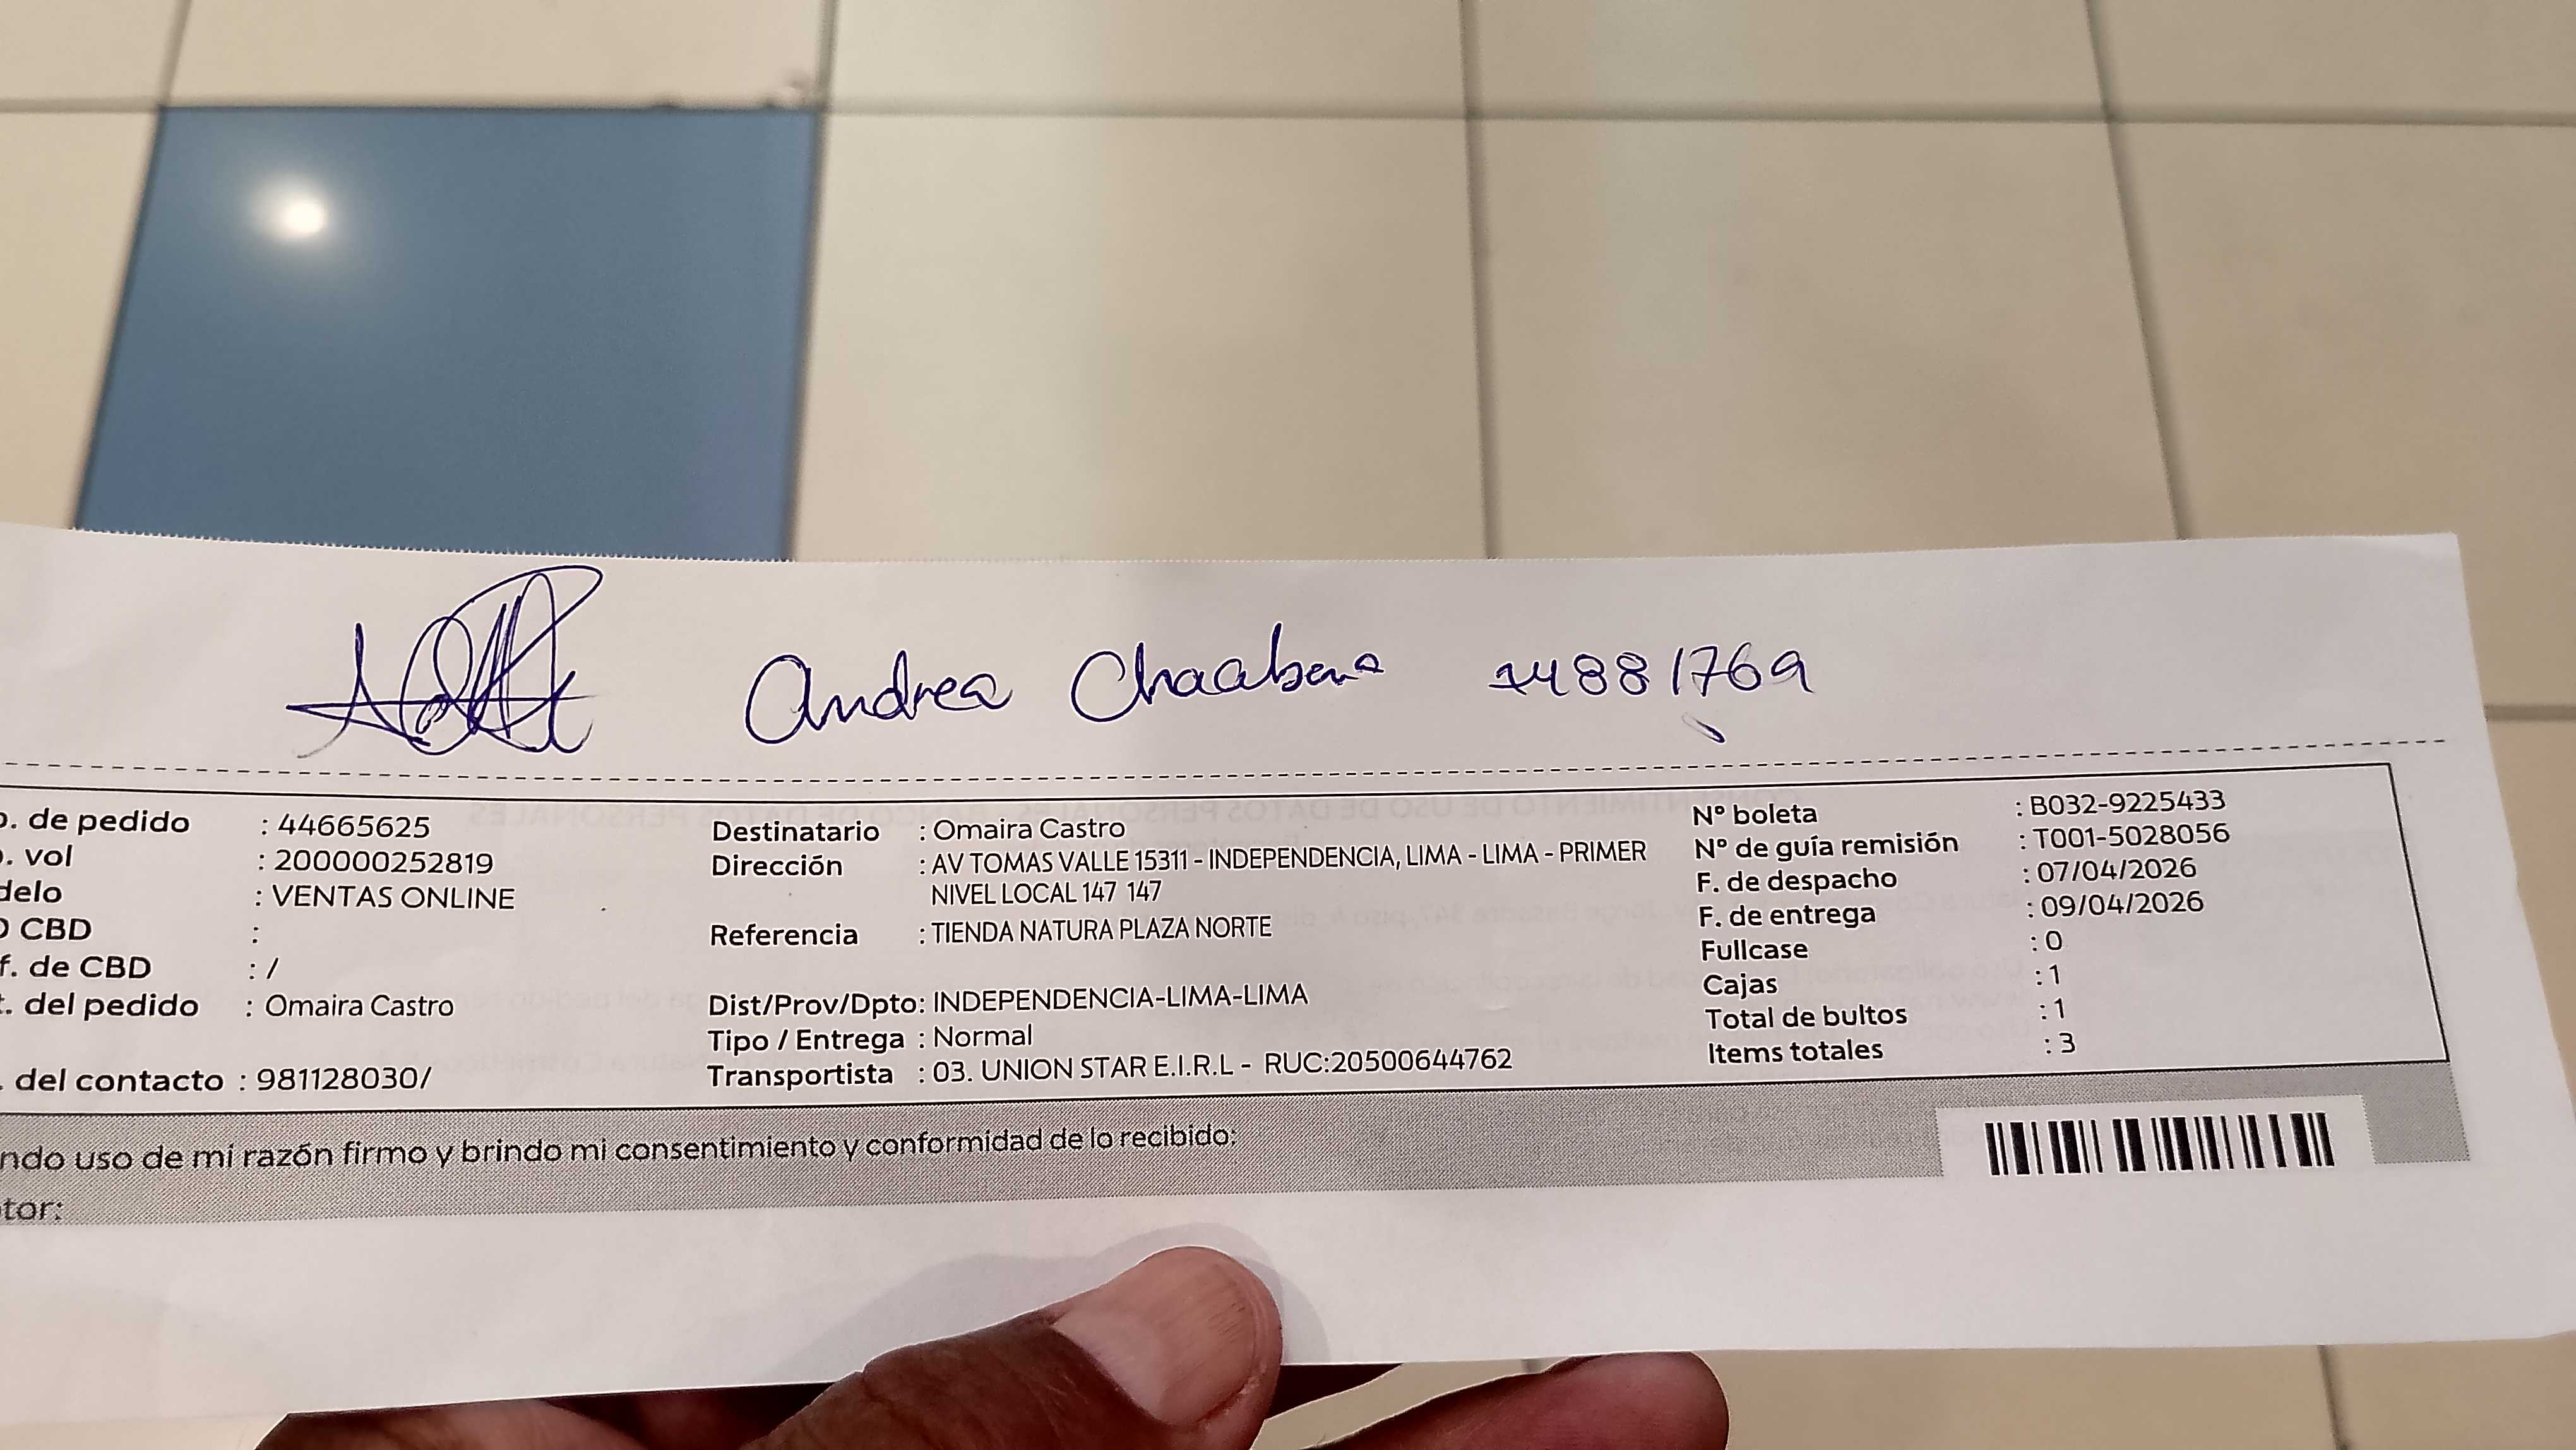 Andrea Chaabana 74881769
. de pedido : 44665625
. vol : 200000252819
delo : VENTAS ONLINE
CBD :
f. de CBD : /
. del pedido : Omaira Castro
. del contacto : 981128030/
Destinatario : Omaira Castro
Dirección : AV TOMAS VALLE 15311 - INDEPENDENCIA, LIMA - LIMA - PRIMER
NIVEL LOCAL 147 147
Referencia : TIENDA NATURA PLAZA NORTE
Dist/Prov/Dpto: INDEPENDENCIA-LIMA-LIMA
Tipo / Entrega : Normal
Transportista : 03. UNION STAR E.I.R.L - RUC:20500644762
Nº boleta : B032-9225433
Nº de guía remisión : T001-5028056
F. de despacho : 07/04/2026
F. de entrega : 09/04/2026
Fullcase : 0
Cajas : 1
Total de bultos : 1
Items totales : 3
ndo uso de mi razón firmo y brindo mi consentimiento y conformidad de lo recibido:
tor: